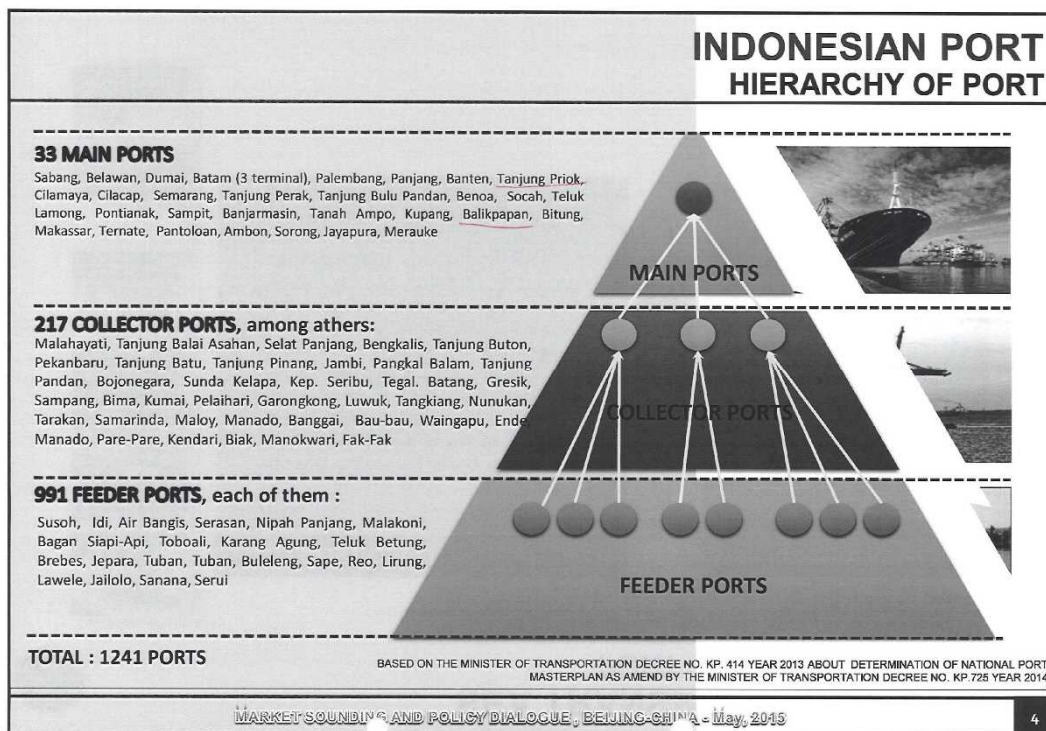 INDONESIAN PORT
HIERARCHY OF PORT
33 MAIN PORTS
Sabang, Belawan, Dumai, Batam (3 terminal), Palembang, Panjang, Banten, Tanjung Priok,
Cilamaya, Cilacap, Semarang, Tanjung Perak, Tanjung Bulu Pandan, Benoa, Socah, Teluk
Lamong, Pontianak, Sampit, Banjarmasin, Tanah Ampo, Kupang, Balikpapan, Bitung,
Makassar, Ternate, Pantoloan, Ambon, Sorong, Jayapura, Merauke
MAIN PORTS
217 COLLECTOR PORTS, among athers:
Malahayati, Tanjung Balai Asahan, Selat Panjang, Bengkalis, Tanjung Buton,
Pekanbaru, Tanjung Batu, Tanjung Pinang, Jambi, Pangkal Balam, Tanjung
Pandan, Bojonegara, Sunda Kelapa, Kep. Seribu, Tegal. Batang, Gresik,
Sampang, Bima, Kumai, Pelaihari, Garongkong, Luwuk, Tangkiang, Nunukan,
Tarakan, Samarinda, Maloy, Manado, Banggai, Bau-bau, Waingapu, Ende,
Manado, Pare-Pare, Kendari, Biak, Manokwari, Fak-Fak
COLLECTOR PORTS
991 FEEDER PORTS, each of them :
Susoh, Idi, Air Bangis, Serasan, Nipah Panjang, Malakoni,
Bagan Siapi-Api, Toboali, Karang Agung, Teluk Betung,
Brebes, Jepara, Tuban, Tuban, Buleleng, Sape, Reo, Lirung,
Lawele, Jailolo, Sanana, Serui
FEEDER PORTS
TOTAL : 1241 PORTS
BASED ON THE MINISTER OF TRANSPORTATION DECREE NO. KP. 414 YEAR 2013 ABOUT DETERMINATION OF NATIONAL PORT
MASTERPLAN AS AMEND BY THE MINISTER OF TRANSPORTATION DECREE NO. KP.725 YEAR 2014
MARKET SOUNDING AND POLICY DIALOGUE , BEIJING-CHINA - May, 2015
4